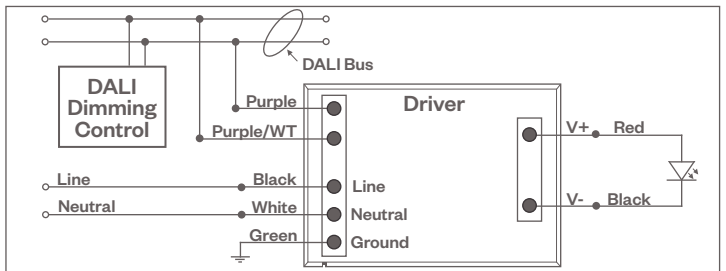 DALI Bus
DALI
Dimming
Control
Driver
Purple
Purple/WT
V+ Red
Line Black Line
Neutral White Neutral
V- Black
Green Ground